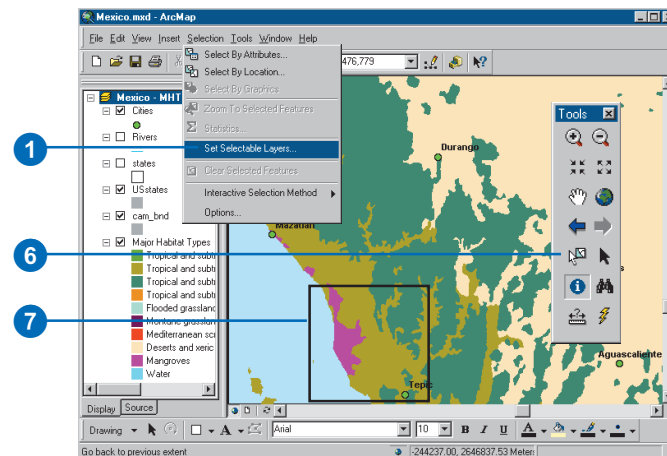 Mexico.mxd - ArcMap
File Edit View Insert Selection Tools Window Help
476,779
Select By Attributes...
Select By Location...
Select By Graphics
Zoom To Selected Features
Statistics...
Set Selectable Layers...
Clear Selected Features
Interactive Selection Method
Options...
1
6
7
Mexico - MHT
Cities
Rivers
states
USstates
cam_bnd
Major Habitat Types
Tropical and subt
Tropical and subt
Tropical and subt
Tropical and subt
Flooded grassland
Montane grassland
Mediterranean scr
Deserts and xeric
Mangroves
Water
Display Source
Tools
Durango
Mazatlan
Tepic
Aguascaliente
Drawing
A
Arial
10
B I U A
Go back to previous extent
-244237.00, 2646837.53 Meters